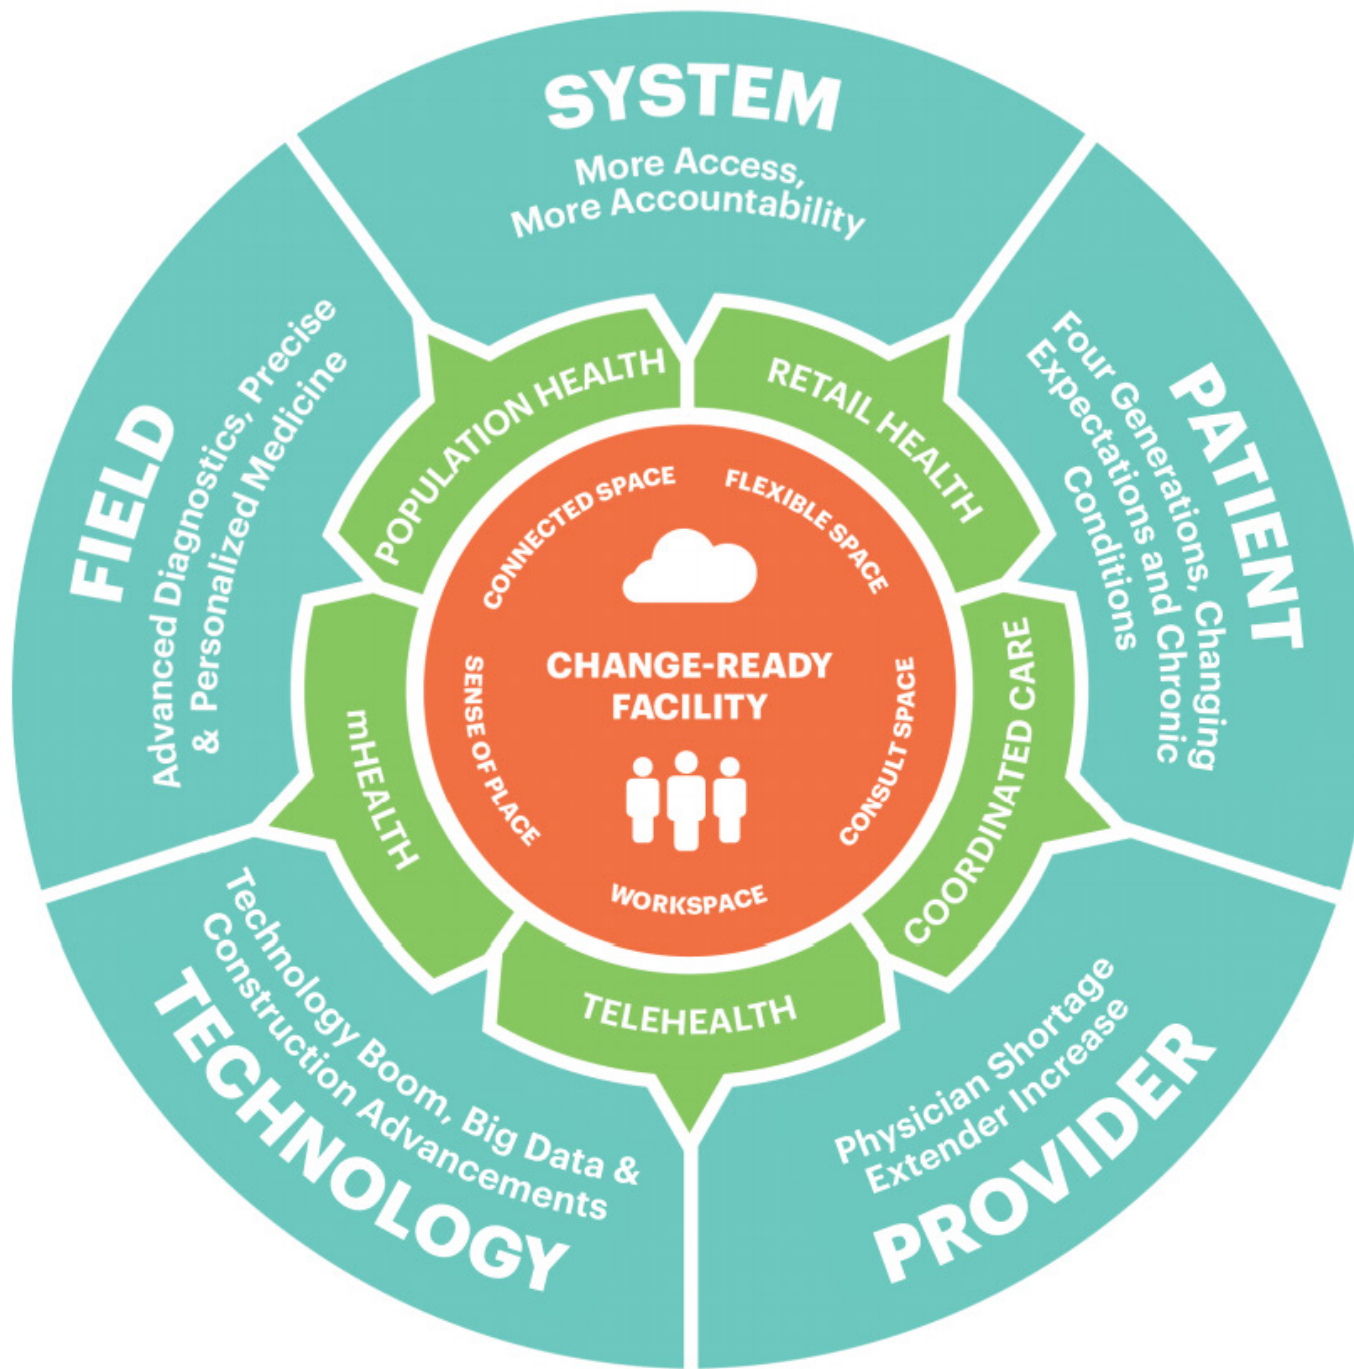 SYSTEM
More Access,
More Accountability
PATIENT
Four Generations, Changing
Expectations and Chronic
Conditions
PROVIDER
Physician Shortage
Extender Increase
TECHNOLOGY
Technology Boom, Big Data &
Construction Advancements
FIELD
Advanced Diagnostics, Precise
& Personalized Medicine
POPULATION HEALTH
RETAIL HEALTH
COORDINATED CARE
TELEHEALTH
mHEALTH
CONNECTED SPACE
FLEXIBLE SPACE
CONSULT SPACE
WORKSPACE
SENSE OF PLACE
CHANGE-READY
FACILITY